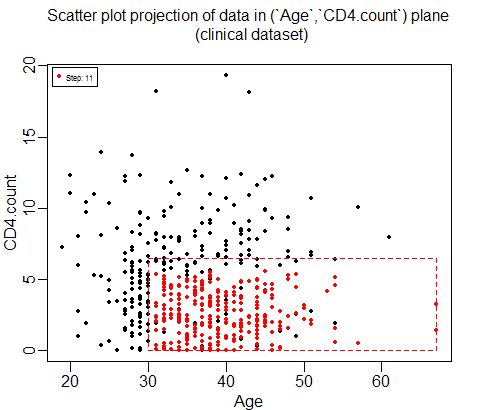 Scatter plot projection of data in (`Age`,`CD4.count`) plane
(clinical dataset)
Step: 11
CD4.count
20
15
10
5
0
20 30 40 50 60
Age